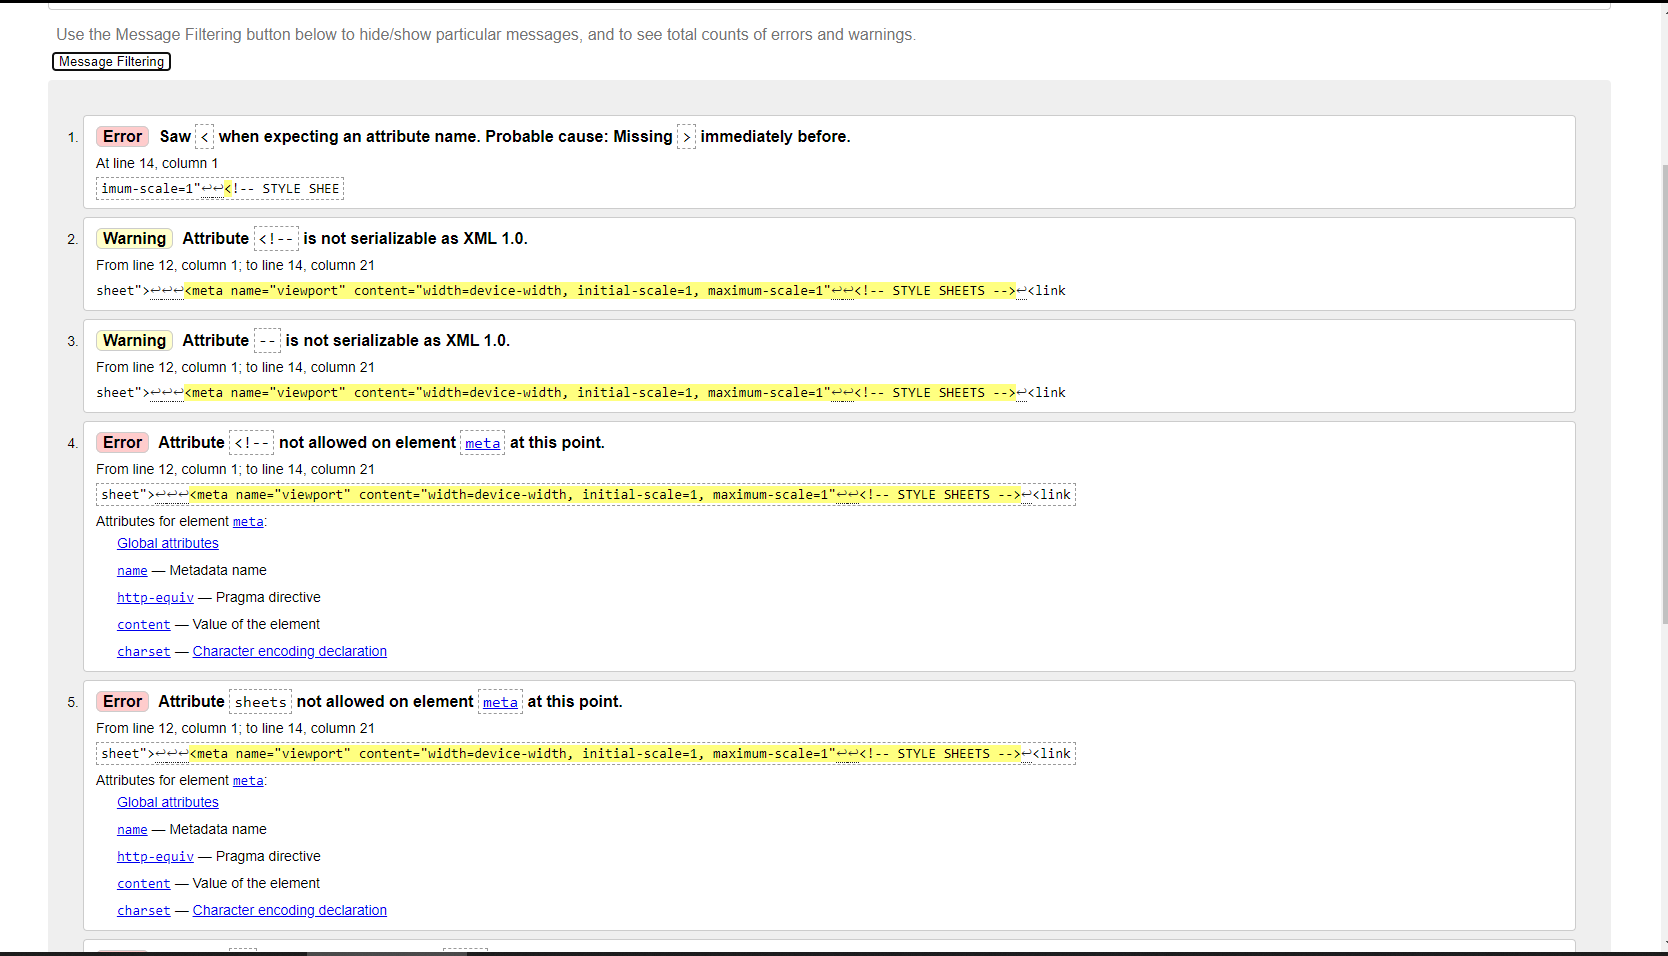 Use the Message Filtering button below to hide/show particular messages, and to see total counts of errors and warnings.
Message Filtering
1. Error Saw < when expecting an attribute name. Probable cause: Missing > immediately before.
At line 14, column 1
imum-scale=1"↩↩<!-- STYLE SHEE
2. Warning Attribute <!-- is not serializable as XML 1.0.
From line 12, column 1; to line 14, column 21
sheet">↩↩↩<meta name="viewport" content="width=device-width, initial-scale=1, maximum-scale=1"↩↩<!-- STYLE SHEETS -->↩<link
3. Warning Attribute -- is not serializable as XML 1.0.
From line 12, column 1; to line 14, column 21
sheet">↩↩↩<meta name="viewport" content="width=device-width, initial-scale=1, maximum-scale=1"↩↩<!-- STYLE SHEETS -->↩<link
4. Error Attribute <!-- not allowed on element meta at this point.
From line 12, column 1; to line 14, column 21
sheet">↩↩↩<meta name="viewport" content="width=device-width, initial-scale=1, maximum-scale=1"↩↩<!-- STYLE SHEETS -->↩<link
Attributes for element meta:
Global attributes
name — Metadata name
http-equiv — Pragma directive
content — Value of the element
charset — Character encoding declaration
5. Error Attribute sheets not allowed on element meta at this point.
From line 12, column 1; to line 14, column 21
sheet">↩↩↩<meta name="viewport" content="width=device-width, initial-scale=1, maximum-scale=1"↩↩<!-- STYLE SHEETS -->↩<link
Attributes for element meta:
Global attributes
name — Metadata name
http-equiv — Pragma directive
content — Value of the element
charset — Character encoding declaration